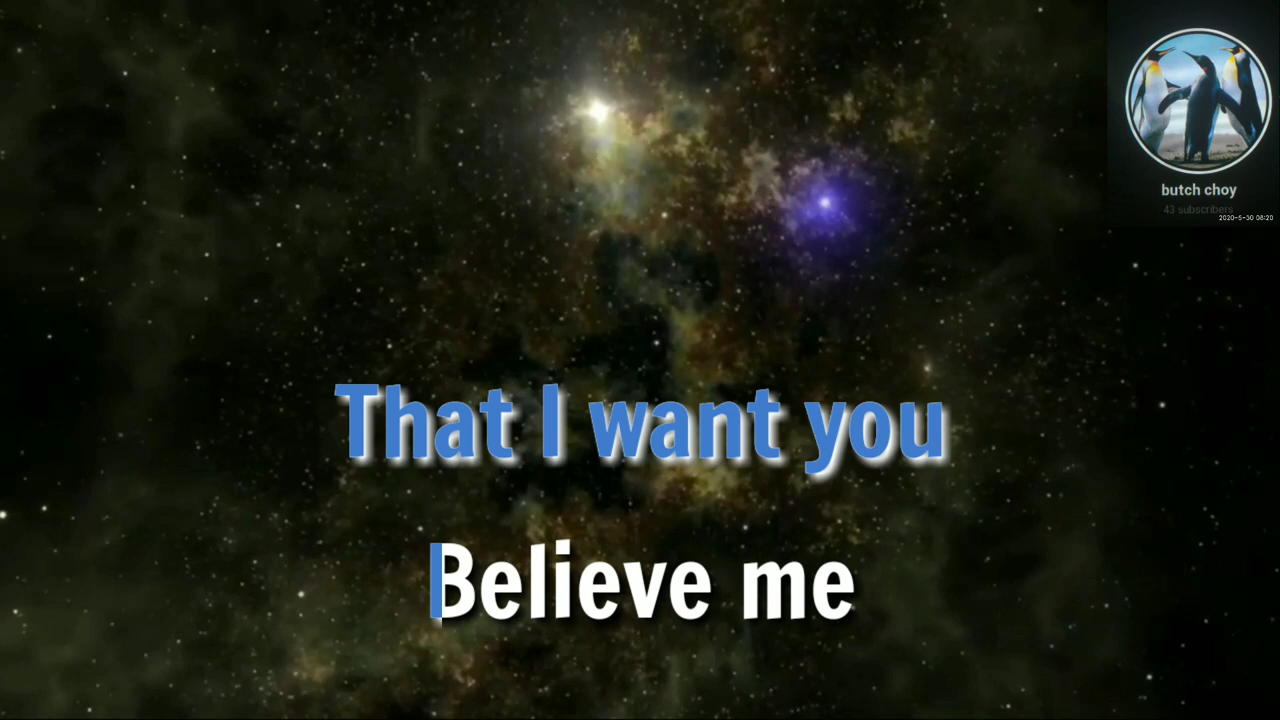 butch choy
43 subscribers
2020-5-30 08:20
That I want you
Believe me